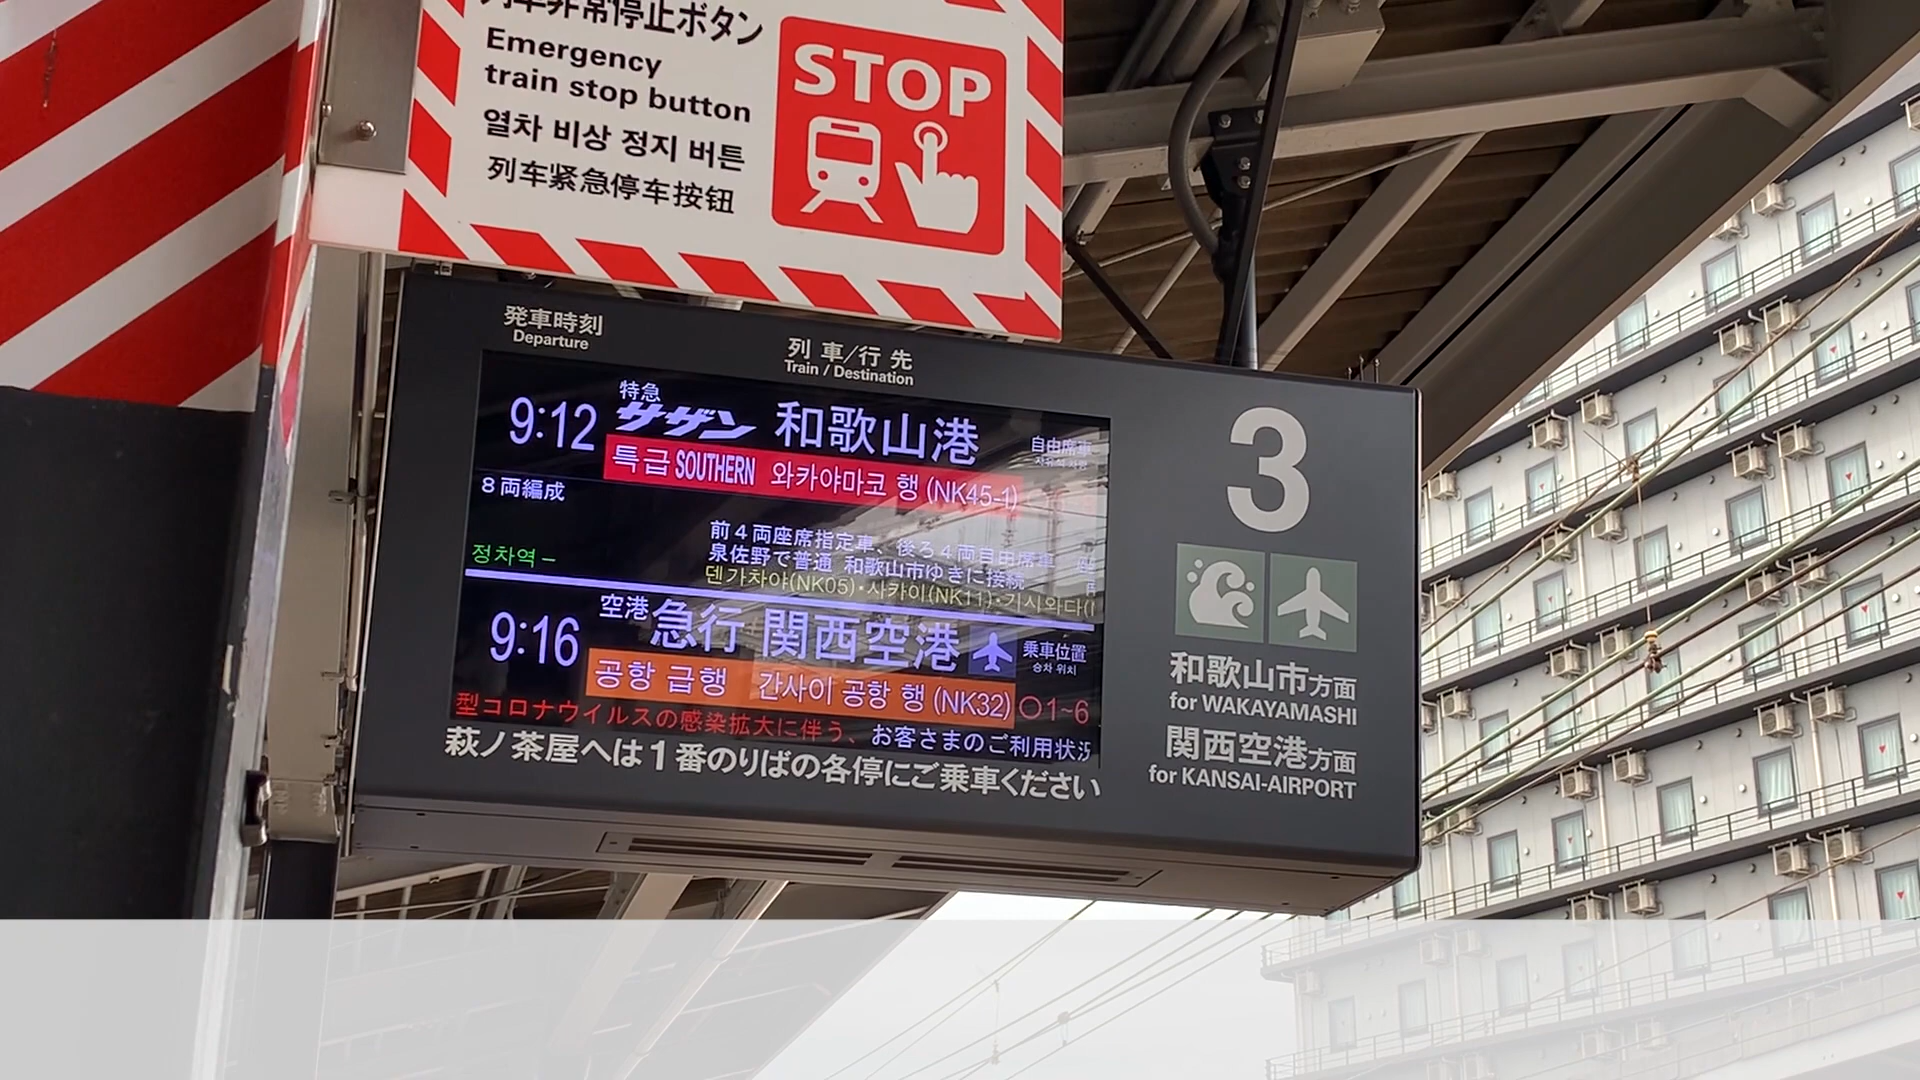 列車非常停止ボタン
Emergency
train stop button
열차 비상 정지 버튼
列车紧急停车按钮
STOP
発車時刻
Departure
列車/行先
Train / Destination
9:12 特急 サザン 和歌山港 自由席車
특급 SOUTHERN 와카야마코 행 (NK45-1)
8両編成
前4両座席指定車、後ろ4両自由席車
泉佐野で普通 和歌山市ゆきに接続
정차역 – 덴가차야(NK05)・사카이(NK11)・기시와다(
9:16 空港急行 関西空港 乗車位置
승차 위치
공항 급행 간사이 공항 행 (NK32) ○1~6
型コロナウイルスの感染拡大に伴う、お客さまのご利用状況
萩ノ茶屋へは1番のりばの各停にご乗車ください
3
和歌山市方面
for WAKAYAMASHI
関西空港方面
for KANSAI-AIRPORT